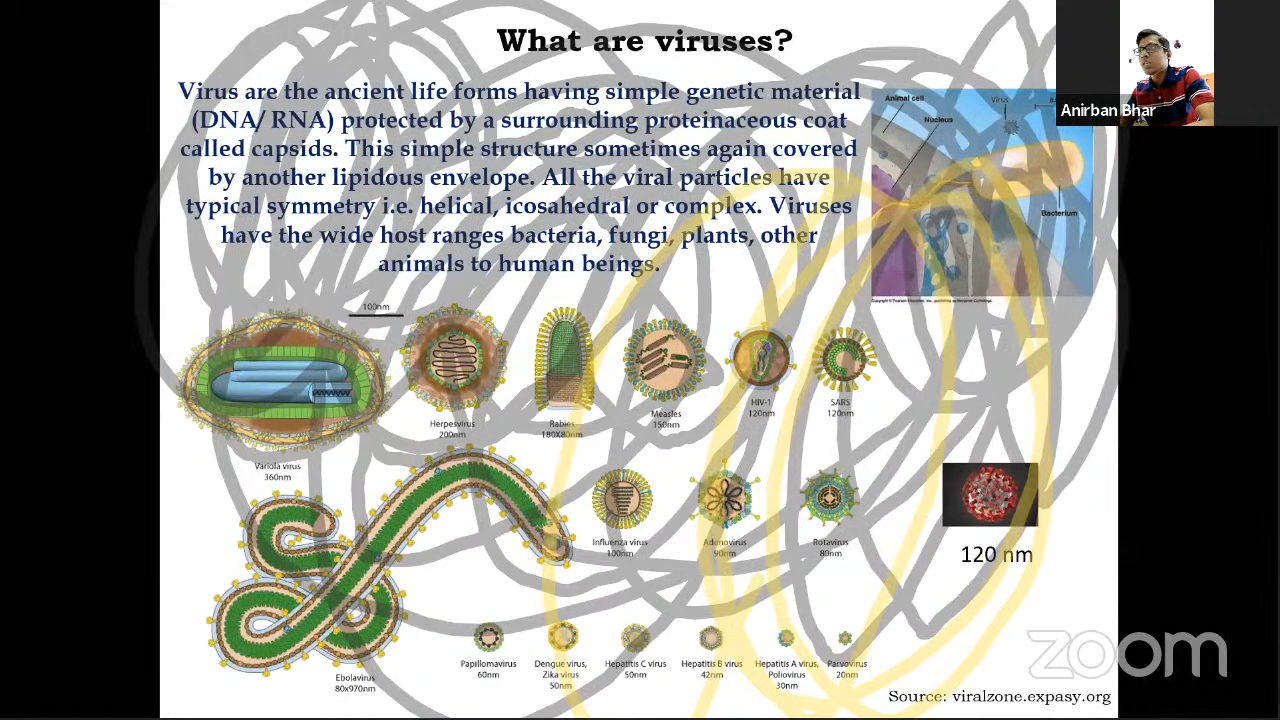 What are viruses?
Anirban Bhar
Virus are the ancient life forms having simple genetic material
(DNA/ RNA) protected by a surrounding proteinaceous coat
called capsids. This simple structure sometimes again covered
by another lipidous envelope. All the viral particles have
typical symmetry i.e. helical, icosahedral or complex. Viruses
have the wide host ranges bacteria, fungi, plants, other
animals to human beings.
Animal cell
Virus
Nucleus
Bacterium
100nm
Variola virus
360nm
Herpesvirus
200nm
Rabies
180X80nm
Measles
150nm
HIV-1
120nm
SARS
120nm
Influenza virus
100nm
Adenovirus
90nm
Rotavirus
80nm
120 nm
Ebolavirus
80x970nm
Papillomavirus
60nm
Dengue virus,
Zika virus
50nm
Hepatitis C virus
50nm
Hepatitis B virus
42nm
Hepatitis A virus,
Poliovirus
30nm
Parvovirus
20nm
zoom
Source: viralzone.expasy.org